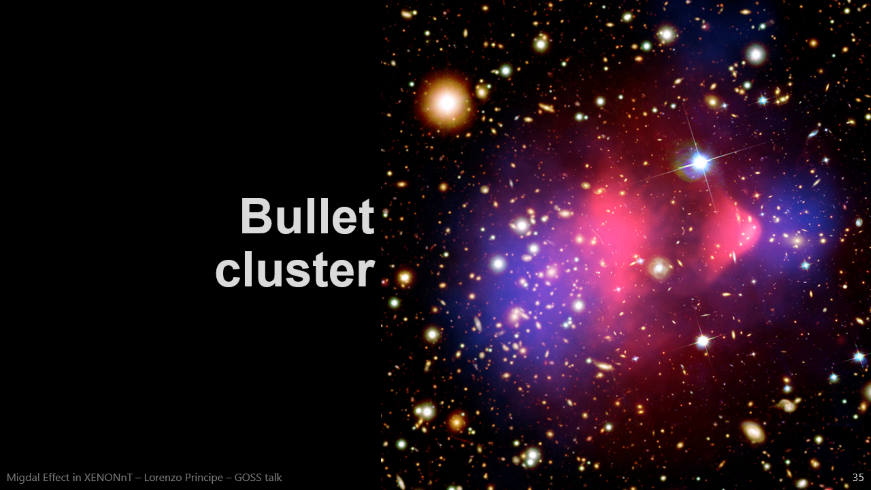 Bullet
cluster
Migdal Effect in XENONnT – Lorenzo Principe – GOSS talk
35